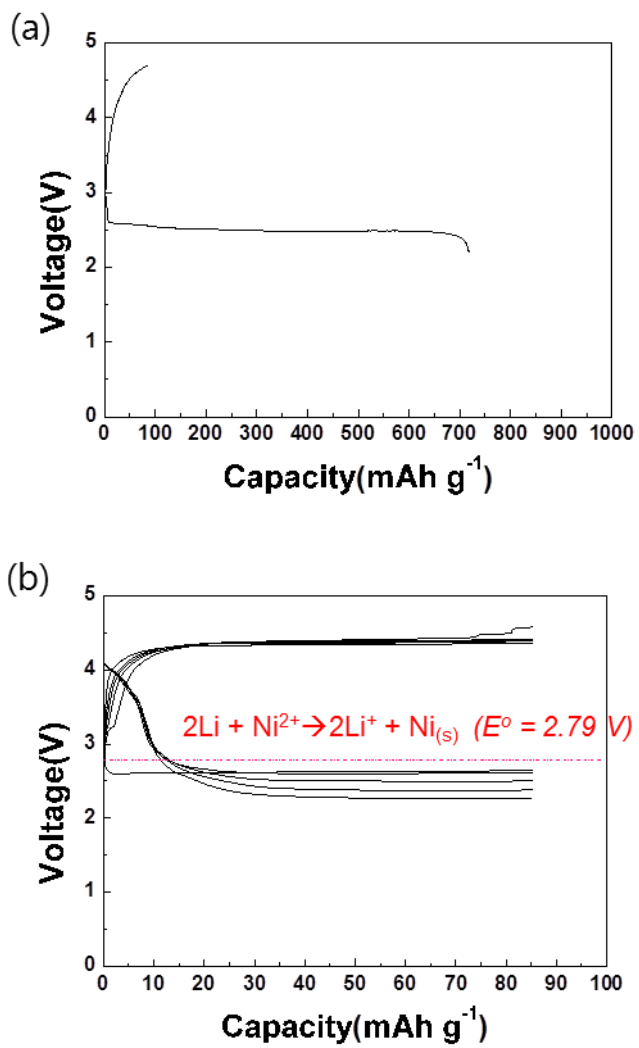 (a)
5
4
3
2
1
0
Voltage(V)
0 100 200 300 400 500 600 700 800 900 1000
Capacity(mAh g⁻¹)
(b)
5
4
3
2
1
0
Voltage(V)
2Li + Ni²⁺→2Li⁺ + Ni₍ₛ₎ (Eᵒ = 2.79 V)
0 10 20 30 40 50 60 70 80 90 100
Capacity(mAh g⁻¹)